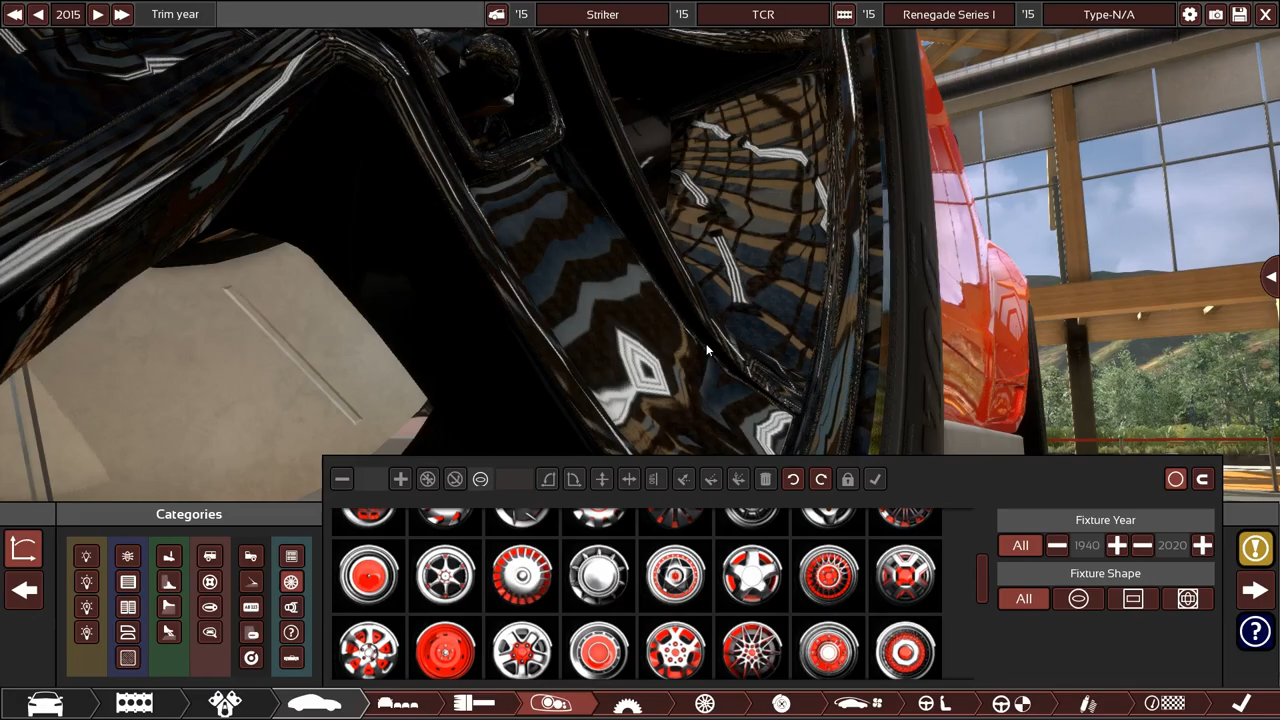 2015 Trim year '15 Striker '15 TCR '15 Renegade Series I '15 Type-N/A
Categories
Fixture Year
All 1940 2020
Fixture Shape
All